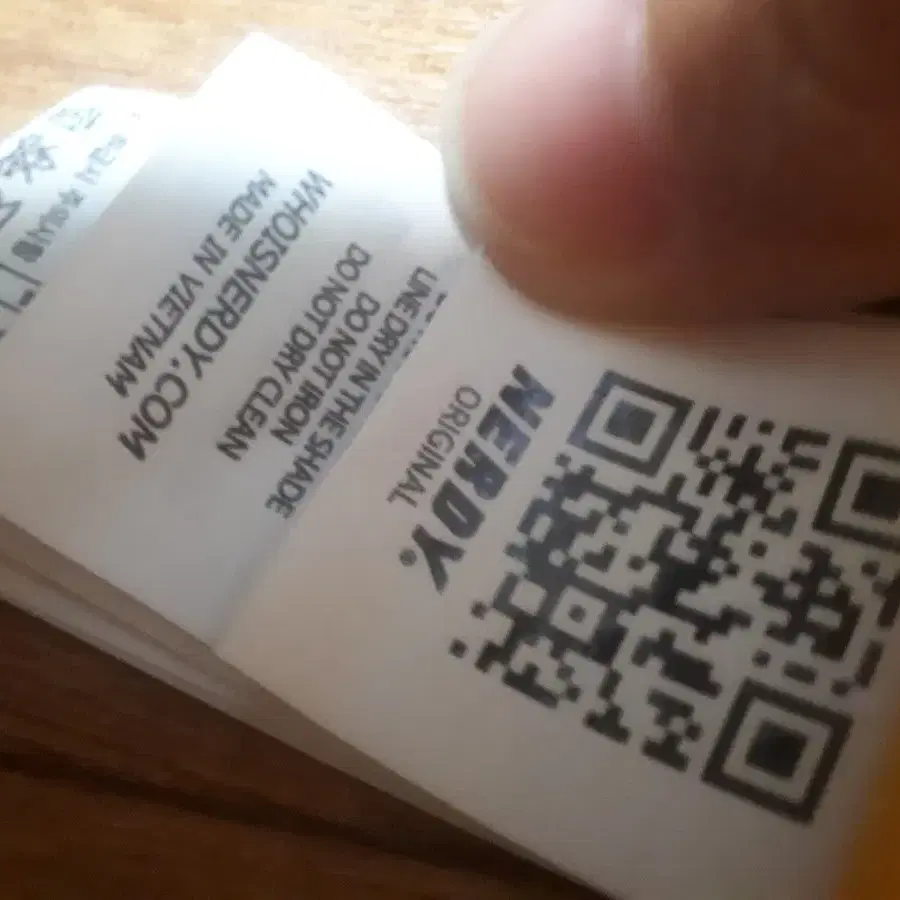 NERDY.®
ORIGINAL
LINE DRY IN THE SHADE
DO NOT IRON
DO NOT DRY CLEAN
WHOISNERDY.COM
MADE IN VIETNAM